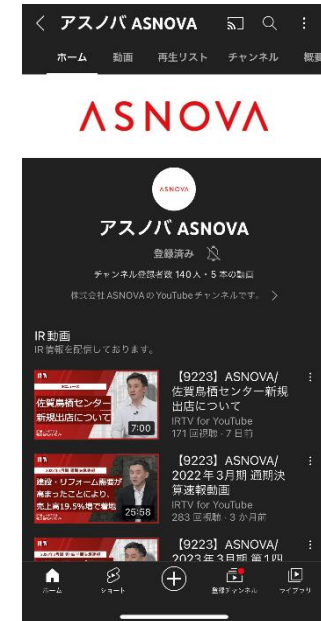 アスノバ ASNOVA
ホーム 動画 再生リスト チャンネル 概要
ASNOVA
ASNOVA
アスノバ ASNOVA
登録済み
チャンネル登録者数 140人・5 本の動画
株式会社ASNOVAのYouTubeチャンネルです。
IR動画
IR情報を配信しております。
佐賀鳥栖センター
新規出店について
7:00
【9223】ASNOVA/
佐賀鳥栖センター新規
出店について
IRTV for YouTube
171 回視聴・7 日前
建設・リフォーム需要が
高まったことにより、
売上高19.5%増で着地
25:58
【9223】ASNOVA/
2022年3月期 通期決
算速報動画
IRTV for YouTube
283 回視聴・3 か月前
【9223】ASNOVA/
2023年3月期 第1四
ホーム ショート 登録チャンネル ライブラリ